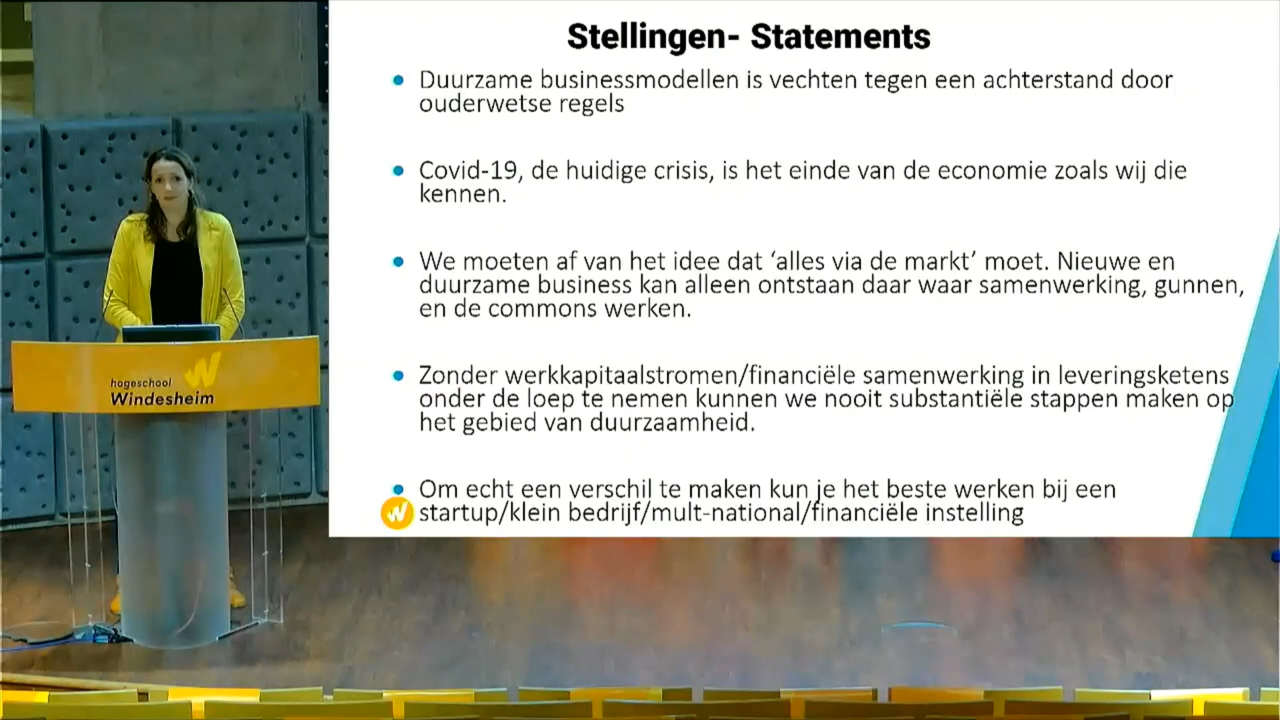 Stellingen- Statements
Duurzame businessmodellen is vechten tegen een achterstand door
ouderwetse regels
Covid-19, de huidige crisis, is het einde van de economie zoals wij die
kennen.
We moeten af van het idee dat ‘alles via de markt’ moet. Nieuwe en
duurzame business kan alleen ontstaan daar waar samenwerking, gunnen,
en de commons werken.
Zonder werkkapitaalstromen/financiële samenwerking in leveringsketens
onder de loep te nemen kunnen we nooit substantiële stappen maken op
het gebied van duurzaamheid.
Om echt een verschil te maken kun je het beste werken bij een
startup/klein bedrijf/mult-national/financiële instelling
hogeschool
Windesheim